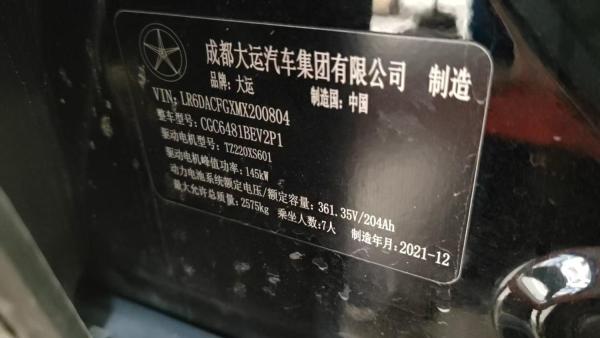 成都大运汽车集团有限公司 制造
品牌:大运 制造国:中国
VIN:LR6DACFGXMX200804
整车型号:CGC6481BEV2P1
驱动电机型号:TZ220XS601
驱动电机峰值功率:145kW
动力电池系统额定电压/额定容量:361.35V/204Ah
最大允许总质量:2575kg 乘坐人数:7人 制造年月:2021-12